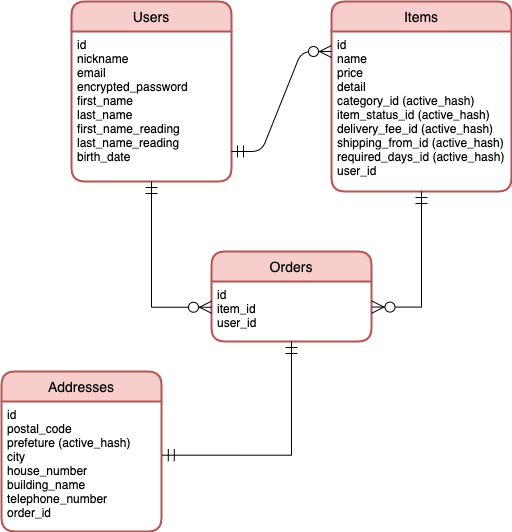 Users
id
nickname
email
encrypted_password
first_name
last_name
first_name_reading
last_name_reading
birth_date
Items
id
name
price
detail
category_id (active_hash)
item_status_id (active_hash)
delivery_fee_id (active_hash)
shipping_from_id (active_hash)
required_days_id (active_hash)
user_id
Orders
id
item_id
user_id
Addresses
id
postal_code
prefeture (active_hash)
city
house_number
building_name
telephone_number
order_id